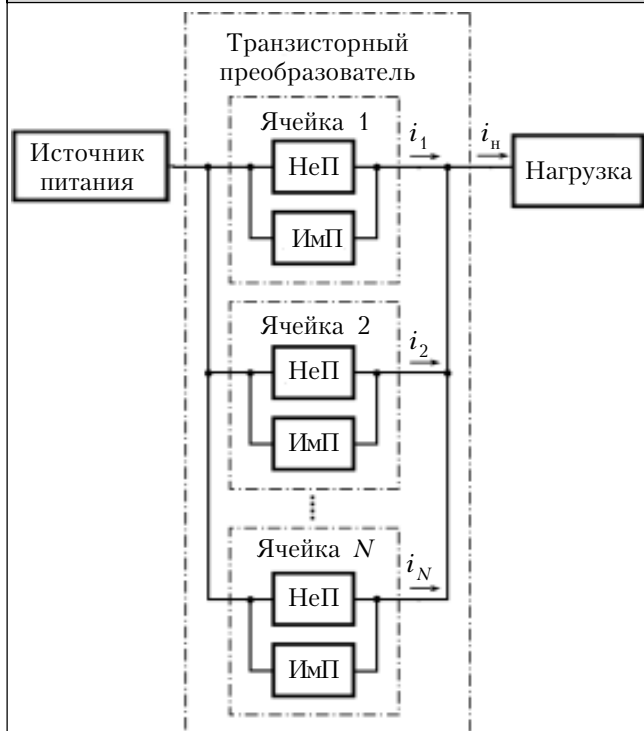 Транзисторный
преобразователь
Ячейка 1
Источник
питания
НеП
ИмП
i₁
iн
Нагрузка
Ячейка 2
НеП
ИмП
i₂
Ячейка N
НеП
ИмП
i_N